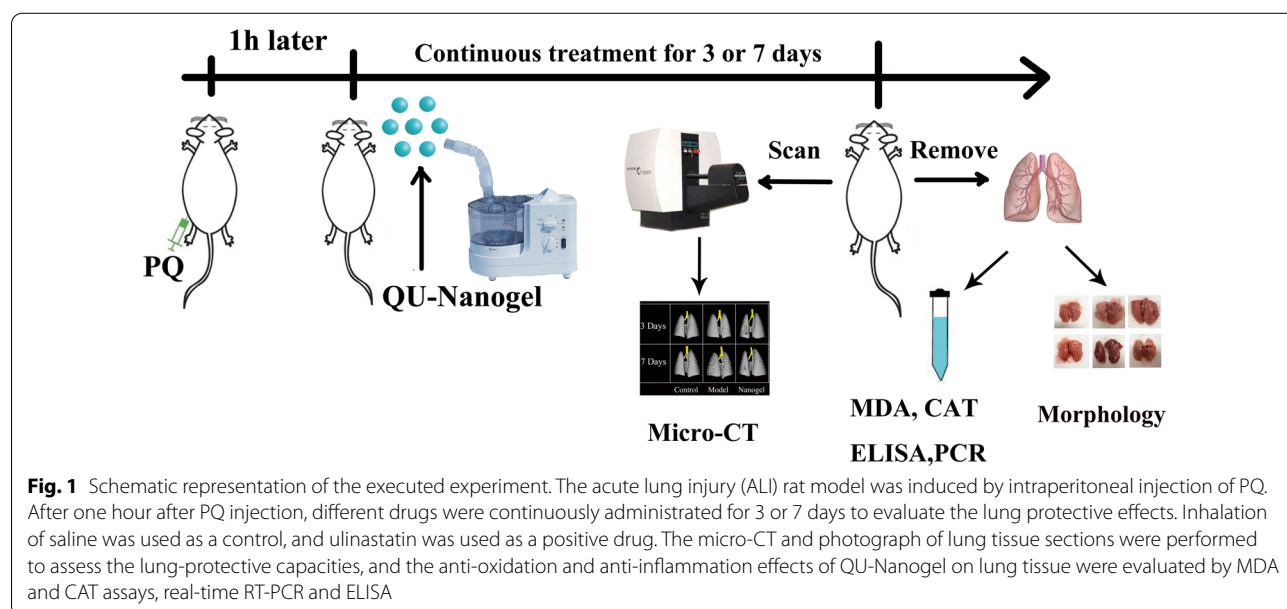 1h later
Continuous treatment for 3 or 7 days
Scan
Remove
PQ
QU-Nanogel
3 Days
7 Days
Control Model Nanogel
Micro-CT
MDA, CAT
ELISA,PCR
Morphology
Fig. 1 Schematic representation of the executed experiment. The acute lung injury (ALI) rat model was induced by intraperitoneal injection of PQ.
After one hour after PQ injection, different drugs were continuously administrated for 3 or 7 days to evaluate the lung protective effects. Inhalation
of saline was used as a control, and ulinastatin was used as a positive drug. The micro-CT and photograph of lung tissue sections were performed
to assess the lung-protective capacities, and the anti-oxidation and anti-inflammation effects of QU-Nanogel on lung tissue were evaluated by MDA
and CAT assays, real-time RT-PCR and ELISA